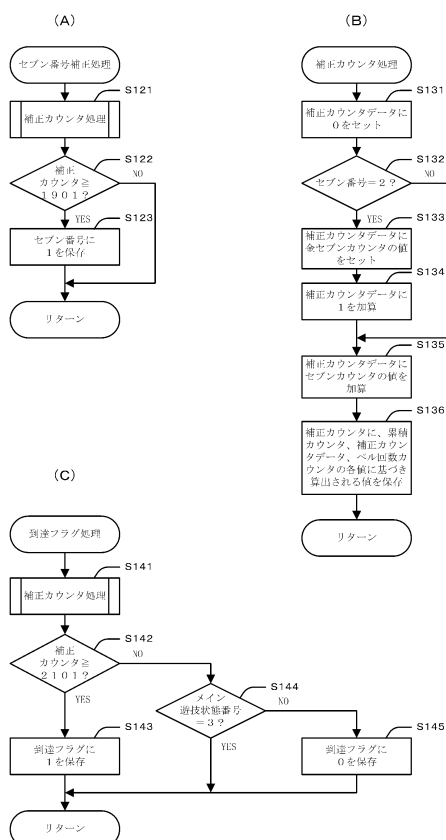 (A)
セブン番号補正処理
S121
補正カウンタ処理
S122
補正
カウンタ≧
1901?
NO
YES
S123
セブン番号に
1を保存
リターン
(B)
補正カウンタ処理
S131
補正カウンタデータに
0をセット
S132
セブン番号=2?
NO
YES
S133
補正カウンタデータに
金セブンカウンタの値
をセット
S134
補正カウンタデータに
1を加算
S135
補正カウンタデータに
セブンカウンタの値を
加算
S136
補正カウンタに、累積
カウンタ、補正カウン
タデータ、ベル回数カ
ウンタの各値に基づき
算出される値を保存
リターン
(C)
到達フラグ処理
S141
補正カウンタ処理
S142
補正
カウンタ≧
2101?
NO
YES
S144
メイン
遊技状態番号
=3?
NO
YES
S143
到達フラグに
1を保存
S145
到達フラグに
0を保存
リターン